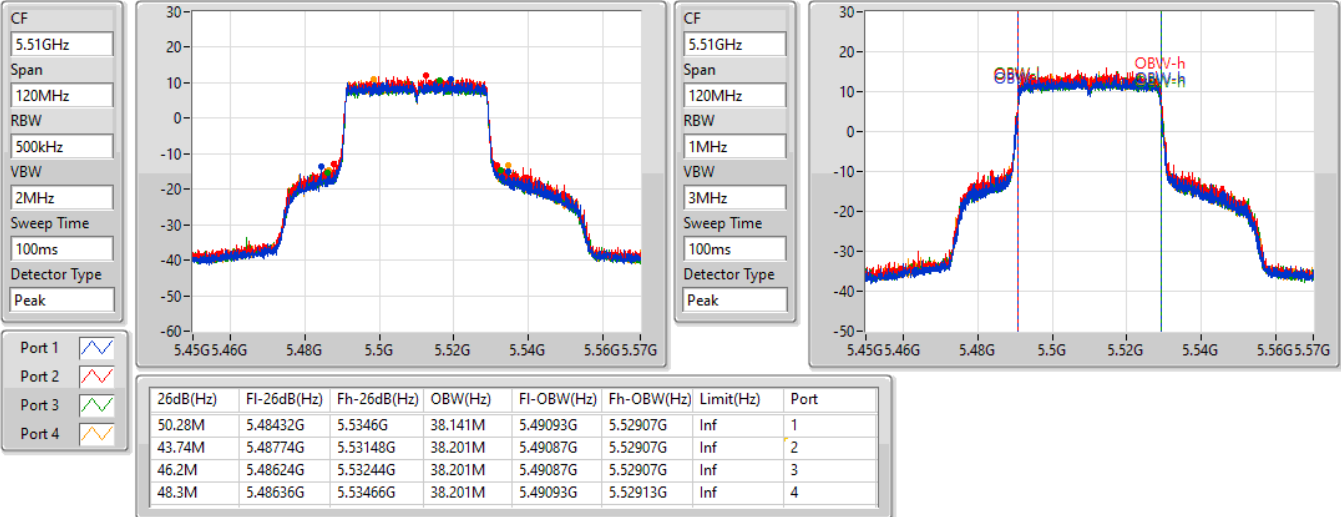 CF
5.51GHz
Span
120MHz
RBW
500kHz
VBW
2MHz
Sweep Time
100ms
Detector Type
Peak
30
20
10
0
-10
-20
-30
-40
-50
-60
5.45G 5.46G 5.48G 5.5G 5.52G 5.54G 5.56G 5.57G
CF
5.51GHz
Span
120MHz
RBW
1MHz
VBW
3MHz
Sweep Time
100ms
Detector Type
Peak
30
20
10
0
-10
-20
-30
-40
-50
OBW-h
OBW-h
5.45G 5.46G 5.48G 5.5G 5.52G 5.54G 5.56G 5.57G
Port 1
Port 2
Port 3
Port 4
26dB(Hz) Fl-26dB(Hz) Fh-26dB(Hz) OBW(Hz) Fl-OBW(Hz) Fh-OBW(Hz) Limit(Hz) Port
50.28M 5.48432G 5.5346G 38.141M 5.49093G 5.52907G Inf 1
43.74M 5.48774G 5.53148G 38.201M 5.49087G 5.52907G Inf 2
46.2M 5.48624G 5.53244G 38.201M 5.49087G 5.52907G Inf 3
48.3M 5.48636G 5.53466G 38.201M 5.49093G 5.52913G Inf 4